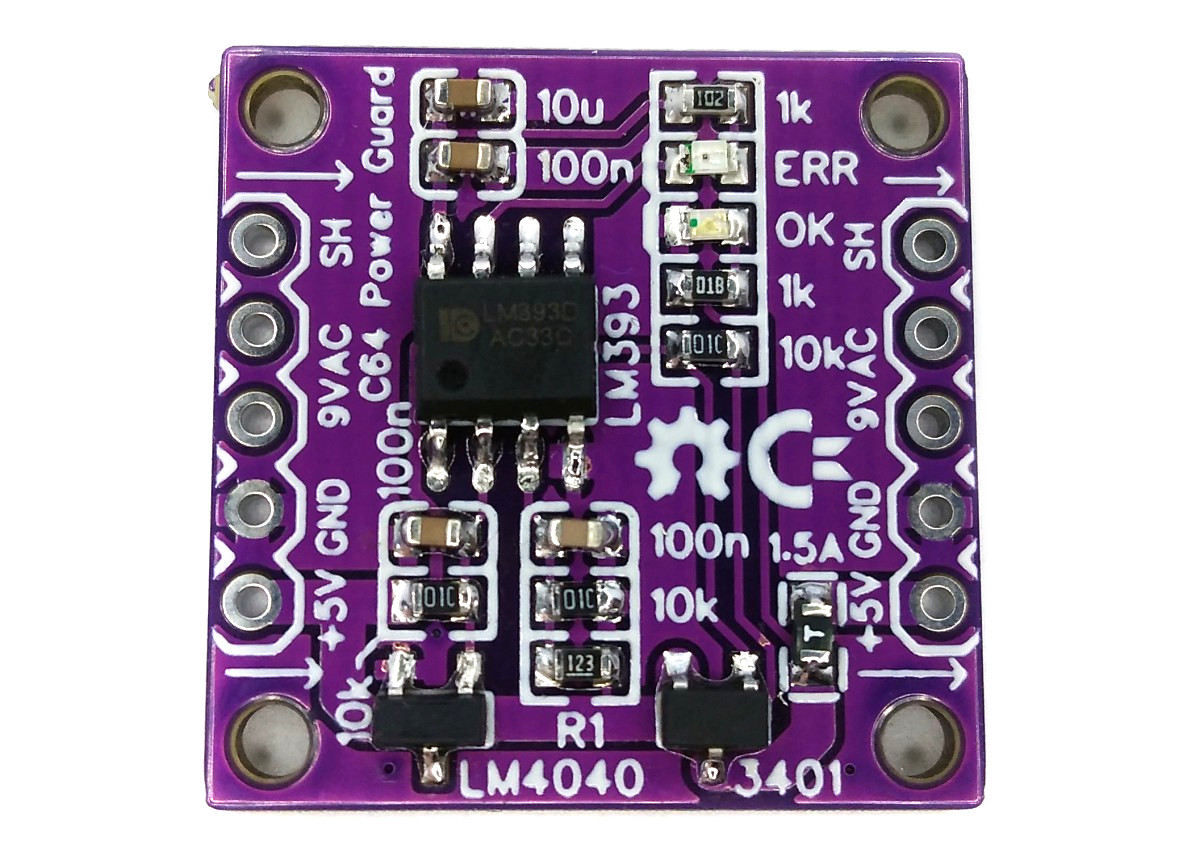 C64 Power Guard
10u
100n
102
1k
ERR
OK
01B
1k
01C
10k
SH
9VAC
GND
+5V
LM393D
AC33C
LM393
SH
9VAC
GND
+5V
100n
10k
01C
100n
01C
10k
123
R1
1.5A
T
LM4040
3401